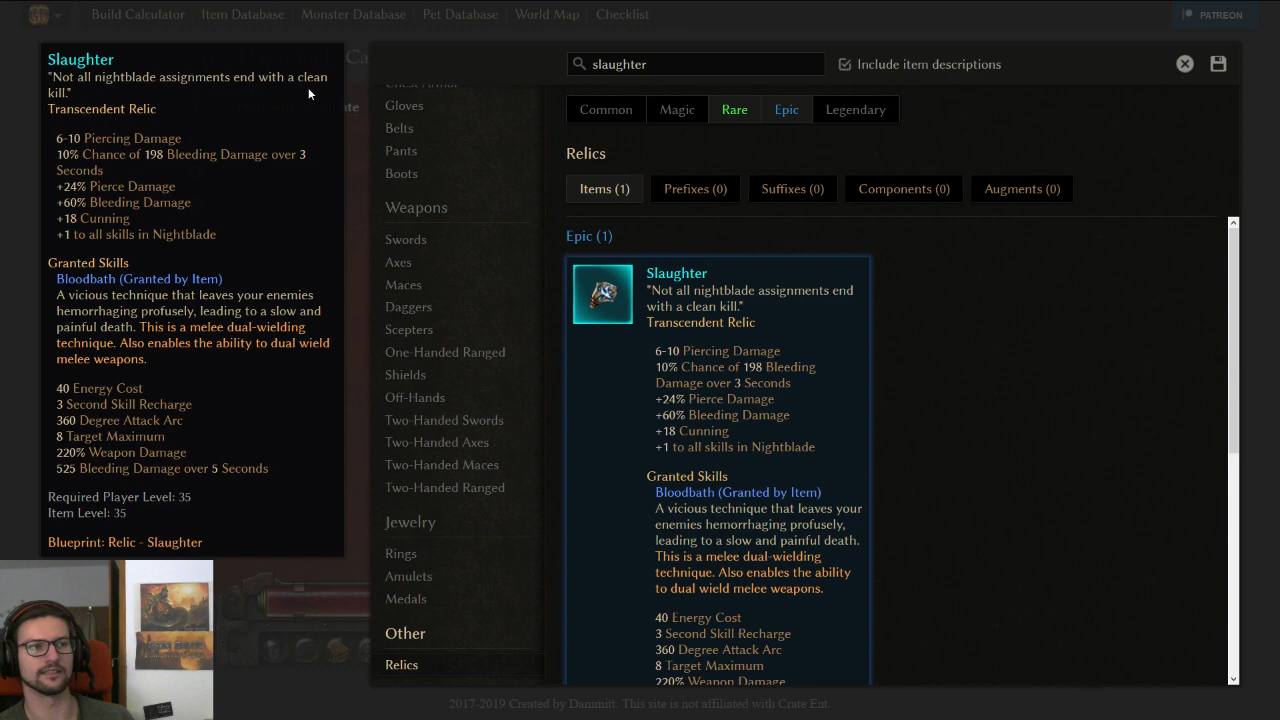 Build Calculator
Item Database
Monster Database
Pet Database
World Map
Checklist
PATREON
Slaughter
"Not all nightblade assignments end with a clean
kill."
Transcendent Relic
6-10 Piercing Damage
10% Chance of 198 Bleeding Damage over 3
Seconds
+24% Pierce Damage
+60% Bleeding Damage
+18 Cunning
+1 to all skills in Nightblade
Granted Skills
Bloodbath (Granted by Item)
A vicious technique that leaves your enemies
hemorrhaging profusely, leading to a slow and
painful death. This is a melee dual-wielding
technique. Also enables the ability to dual wield
melee weapons.
40 Energy Cost
3 Second Skill Recharge
360 Degree Attack Arc
8 Target Maximum
220% Weapon Damage
525 Bleeding Damage over 5 Seconds
Required Player Level: 35
Item Level: 35
Blueprint: Relic - Slaughter
Chest Armor
Gloves
Belts
Pants
Boots
Weapons
Swords
Axes
Maces
Daggers
Scepters
One-Handed Ranged
Shields
Off-Hands
Two-Handed Swords
Two-Handed Axes
Two-Handed Maces
Two-Handed Ranged
Jewelry
Rings
Amulets
Medals
Other
Relics
slaughter
Include item descriptions
Common
Magic
Rare
Epic
Legendary
Relics
Items (1)
Prefixes (0)
Suffixes (0)
Components (0)
Augments (0)
Epic (1)
Slaughter
"Not all nightblade assignments end
with a clean kill."
Transcendent Relic
6-10 Piercing Damage
10% Chance of 198 Bleeding
Damage over 3 Seconds
+24% Pierce Damage
+60% Bleeding Damage
+18 Cunning
+1 to all skills in Nightblade
Granted Skills
Bloodbath (Granted by Item)
A vicious technique that leaves your
enemies hemorrhaging profusely,
leading to a slow and painful death.
This is a melee dual-wielding
technique. Also enables the ability
to dual wield melee weapons.
40 Energy Cost
3 Second Skill Recharge
360 Degree Attack Arc
8 Target Maximum
220% Weapon Damage
2017-2019 Created by Dammitt. This site is not affiliated with Crate Ent.